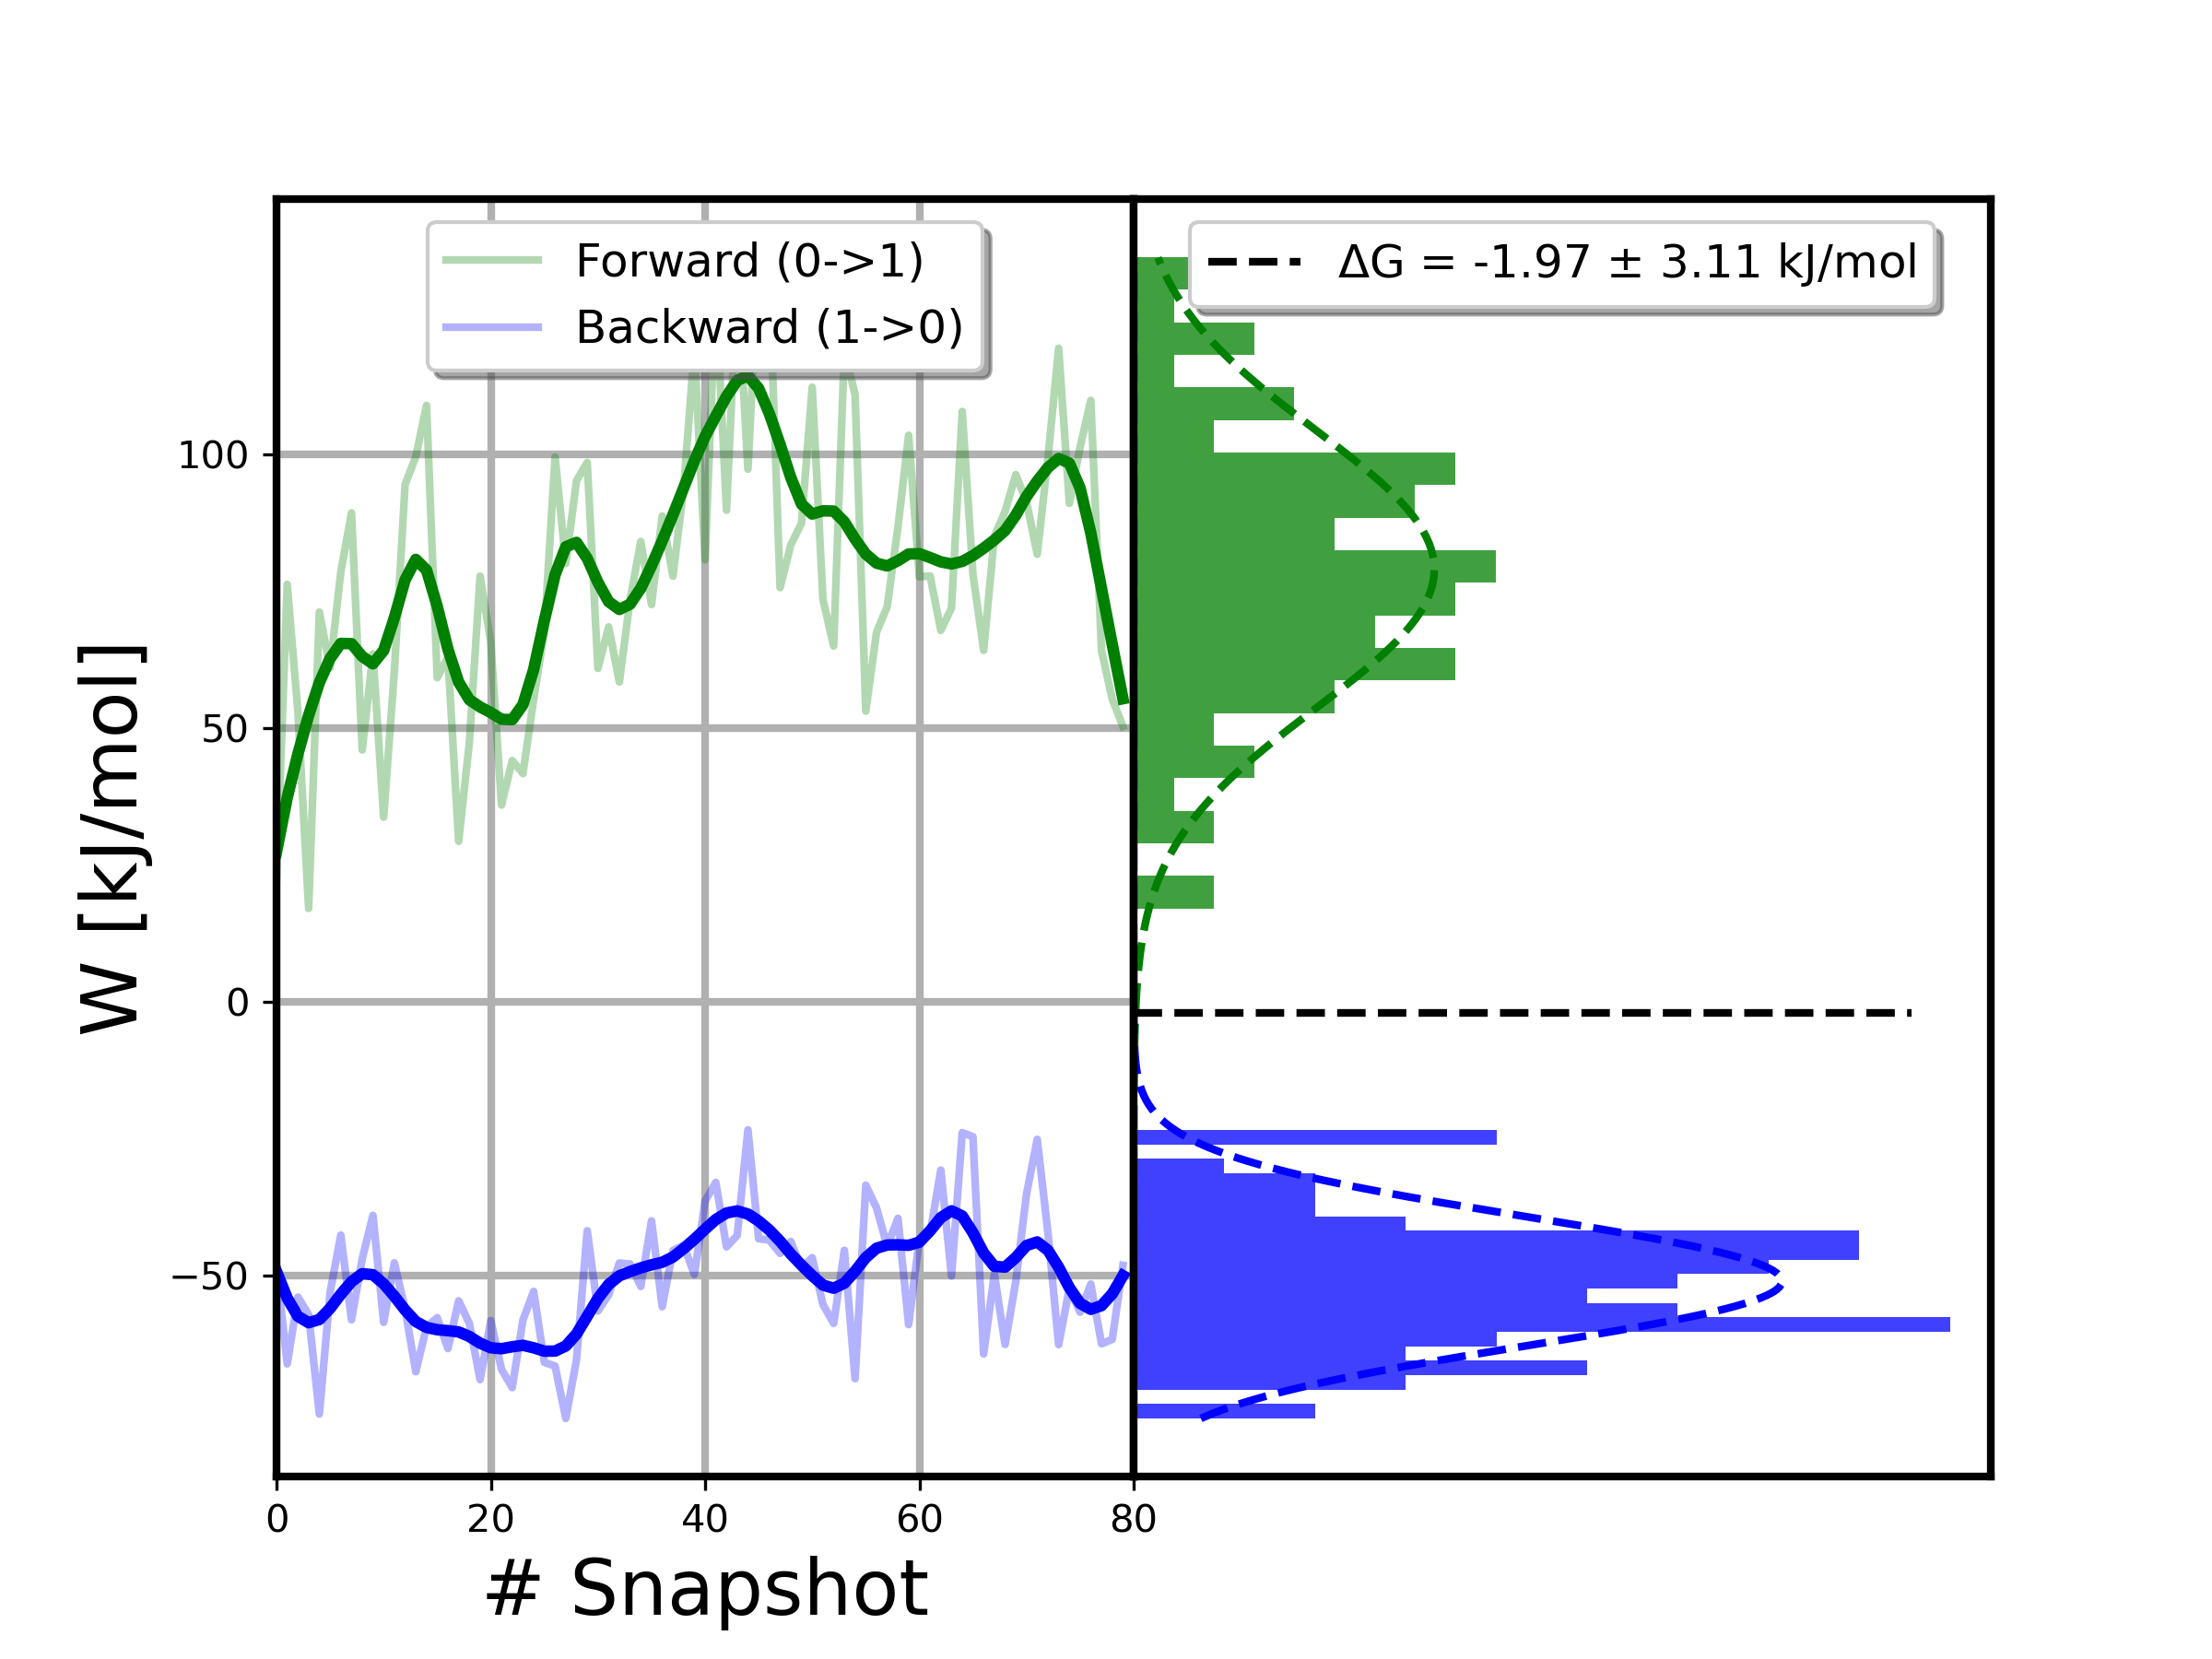 Forward (0->1)
Backward (1->0)
ΔG = -1.97 ± 3.11 kJ/mol
W [kJ/mol]
100
50
0
−50
0 20 40 60 80
# Snapshot